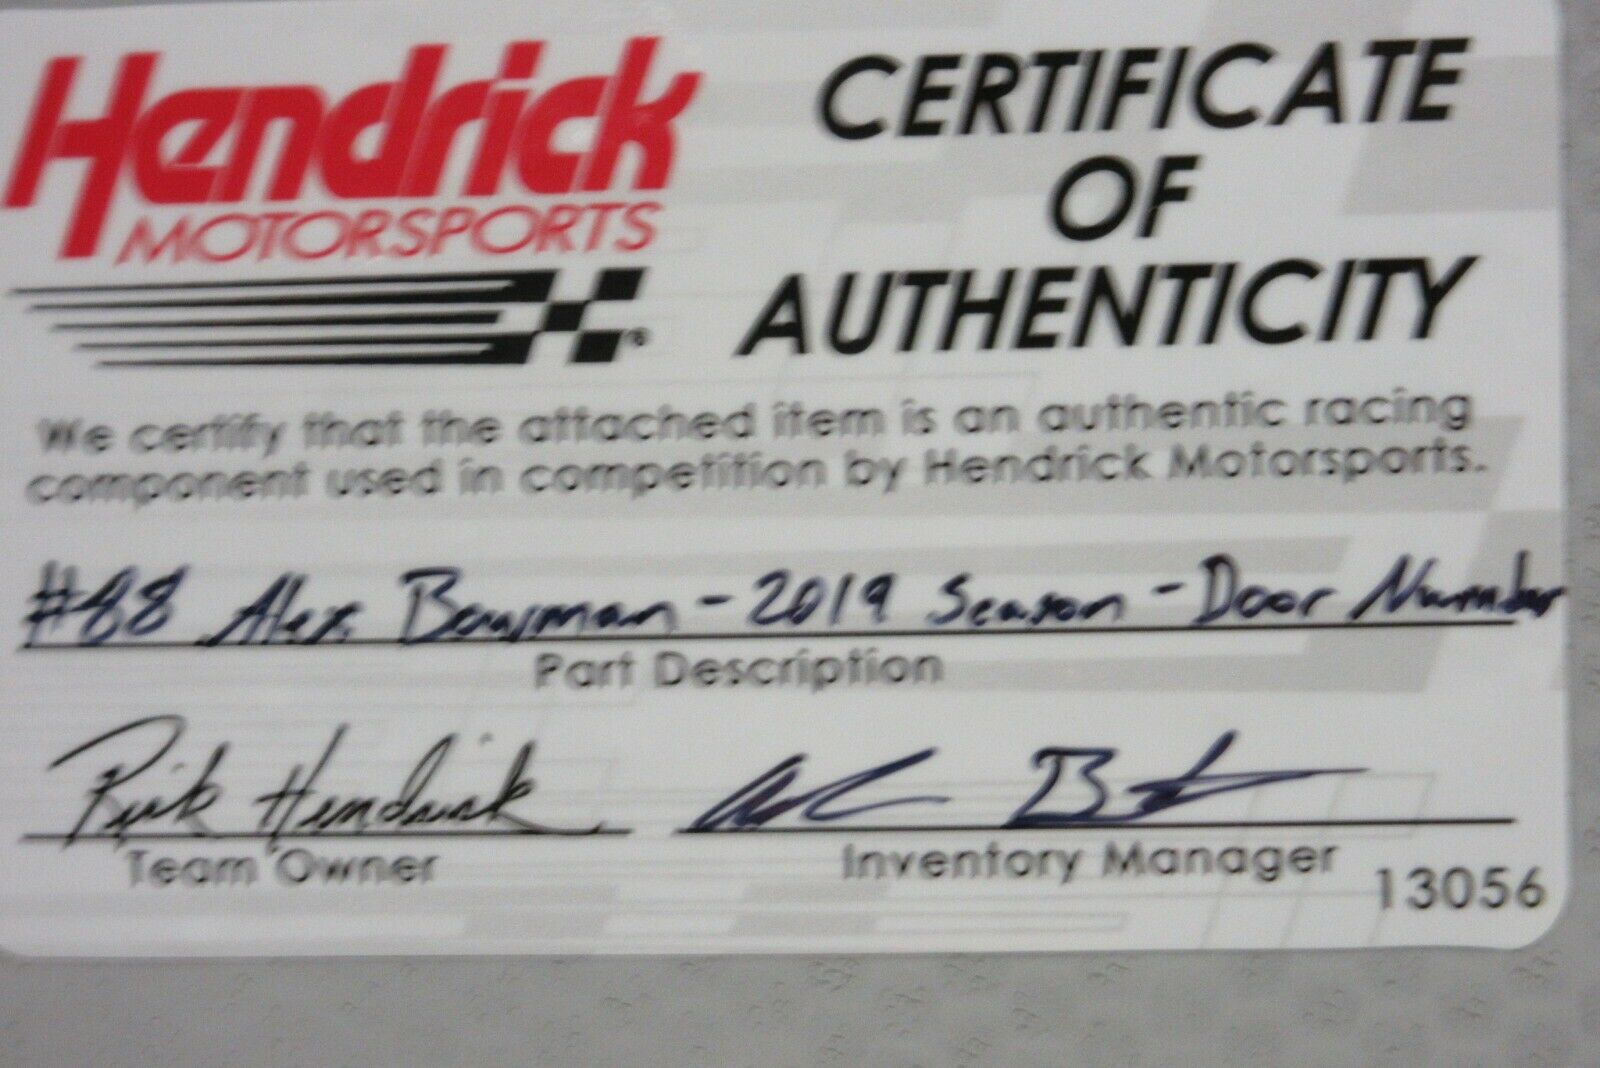 Hendrick
MOTORSPORTS
®
CERTIFICATE
OF
AUTHENTICITY
We certify that the attached item is an authentic racing
component used in competition by Hendrick Motorsports.
#88 Alex Bowman - 2019 Season - Door Number
Part Description
Rick Hendrick
Team Owner
Inventory Manager
13056